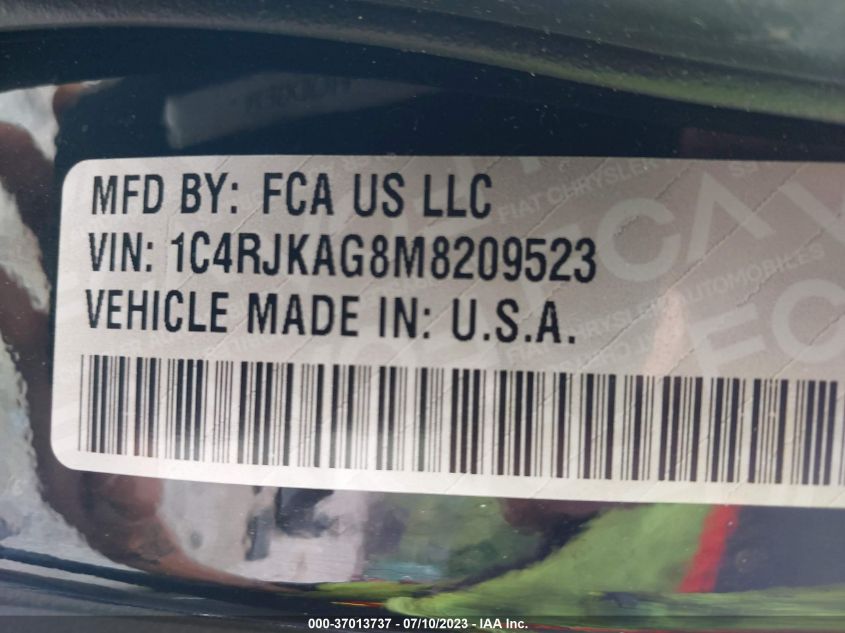 MFD BY: FCA US LLC
VIN: 1C4RJKAG8M8209523
VEHICLE MADE IN: U.S.A.
000-37013737 - 07/10/2023 - IAA Inc.